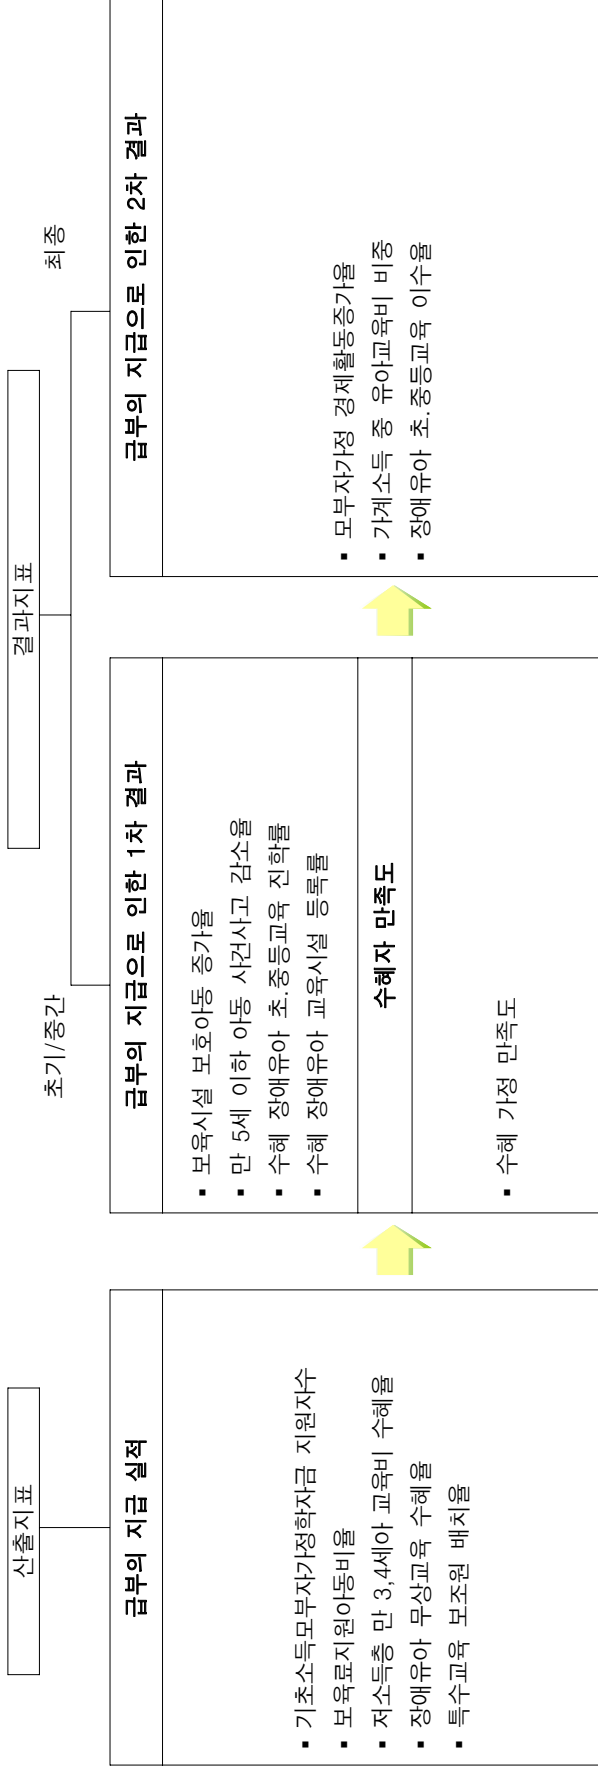 산출지표
급부의 지급 실적
▪ 기초소득모부자가정학자금 지원자수
▪ 보육료지원아동비율
▪ 저소득층 만 3,4세아 교육비 수혜율
▪ 장애유아 무상교육 수혜율
▪ 특수교육 보조원 배치율
결과지표
초기/중간
급부의 지급으로 인한 1차 결과
▪ 보육시설 보호아동 증가율
▪ 만 5세 이하 아동 사건사고 감소율
▪ 수혜 장애유아 초.중등교육 진학률
▪ 수혜 장애유아 교육시설 등록률
수혜자 만족도
▪ 수혜 가정 만족도
최종
급부의 지급으로 인한 2차 결과
▪ 모부자가정 경제활동증가율
▪ 가계소득 중 유아교육비 비중
▪ 장애유아 초.중등교육 이수율